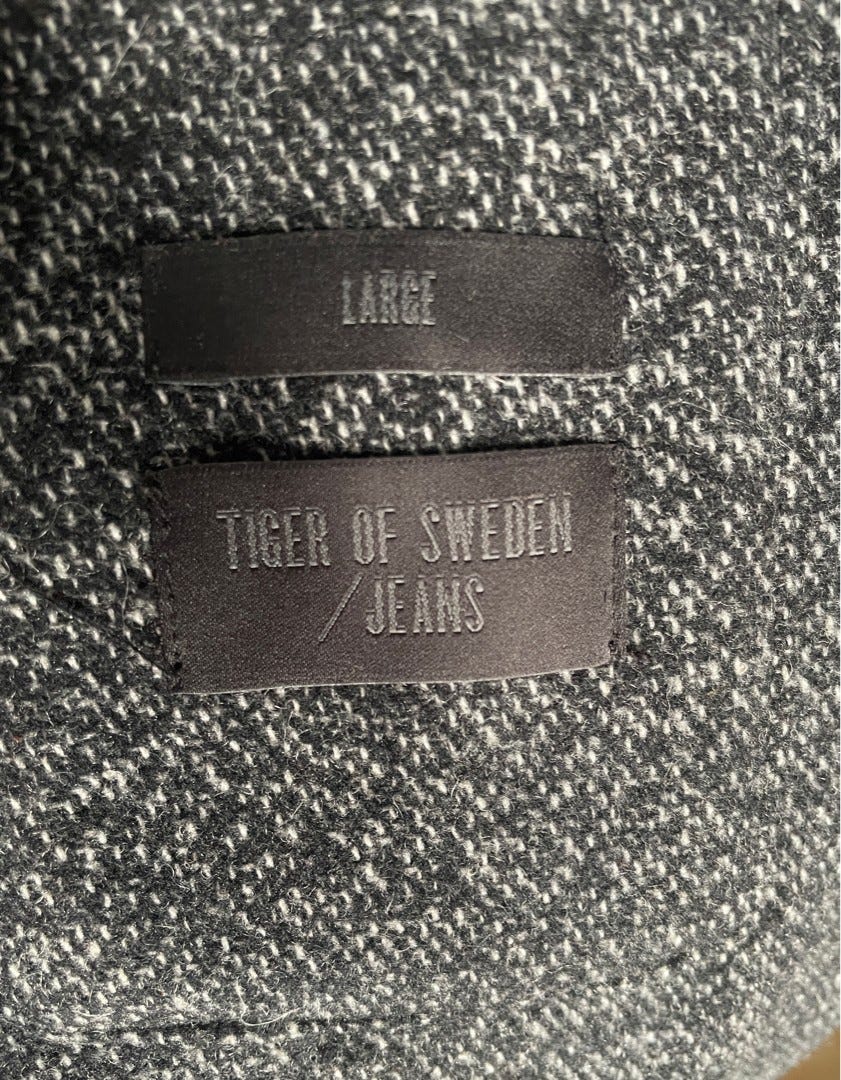 LARGE
TIGER OF SWEDEN
/JEANS